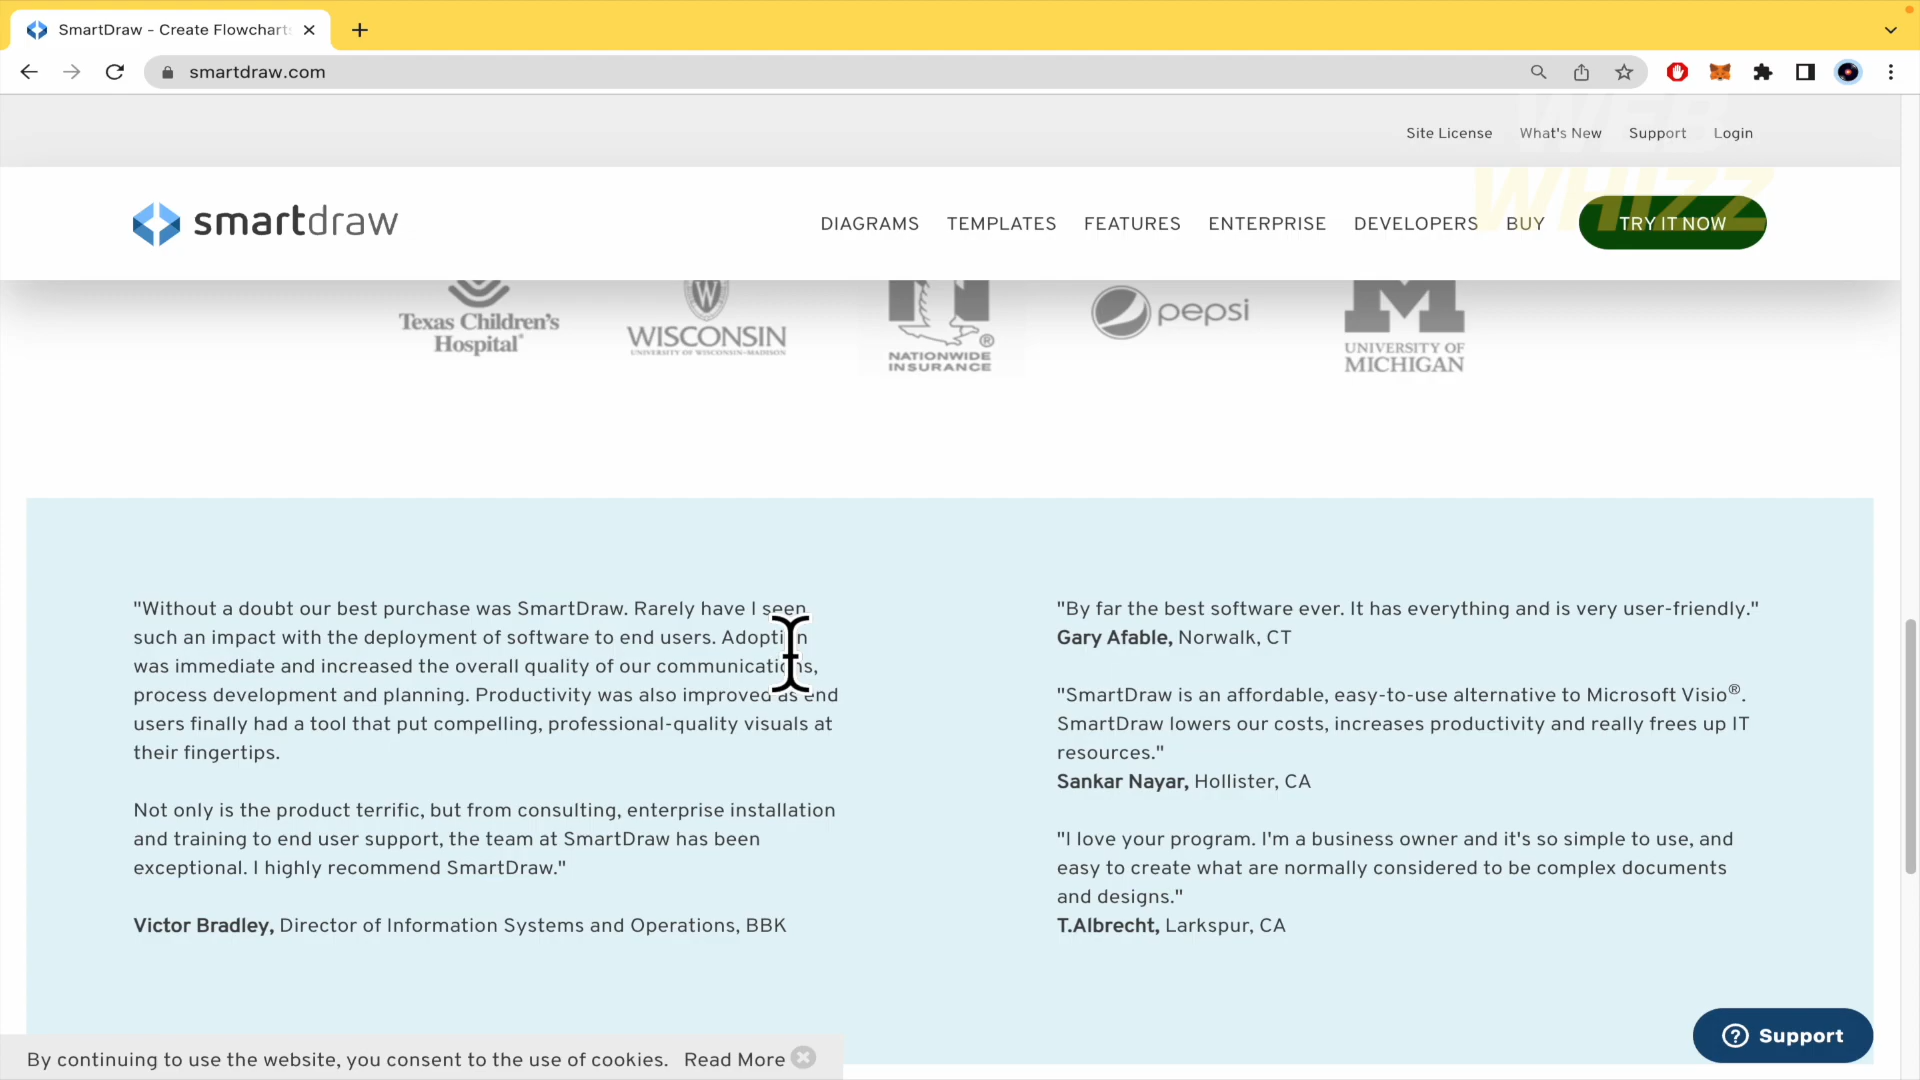 SmartDraw - Create Flowchart
smartdraw.com
WEB
WHIZZ
Site License What's New Support Login
smartdraw
DIAGRAMS TEMPLATES FEATURES ENTERPRISE DEVELOPERS BUY TRY IT NOW
Texas Children's
Hospital
W
WISCONSIN
UNIVERSITY OF WISCONSIN-MADISON
N
®
NATIONWIDE
INSURANCE
pepsi
M
UNIVERSITY OF
MICHIGAN
"Without a doubt our best purchase was SmartDraw. Rarely have I seen
such an impact with the deployment of software to end users. Adoption
was immediate and increased the overall quality of our communications,
process development and planning. Productivity was also improved as end
users finally had a tool that put compelling, professional-quality visuals at
their fingertips.
Not only is the product terrific, but from consulting, enterprise installation
and training to end user support, the team at SmartDraw has been
exceptional. I highly recommend SmartDraw."
Victor Bradley, Director of Information Systems and Operations, BBK
"By far the best software ever. It has everything and is very user-friendly."
Gary Afable, Norwalk, CT
"SmartDraw is an affordable, easy-to-use alternative to Microsoft Visio®.
SmartDraw lowers our costs, increases productivity and really frees up IT
resources."
Sankar Nayar, Hollister, CA
"I love your program. I'm a business owner and it's so simple to use, and
easy to create what are normally considered to be complex documents
and designs."
T.Albrecht, Larkspur, CA
By continuing to use the website, you consent to the use of cookies. Read More
Support